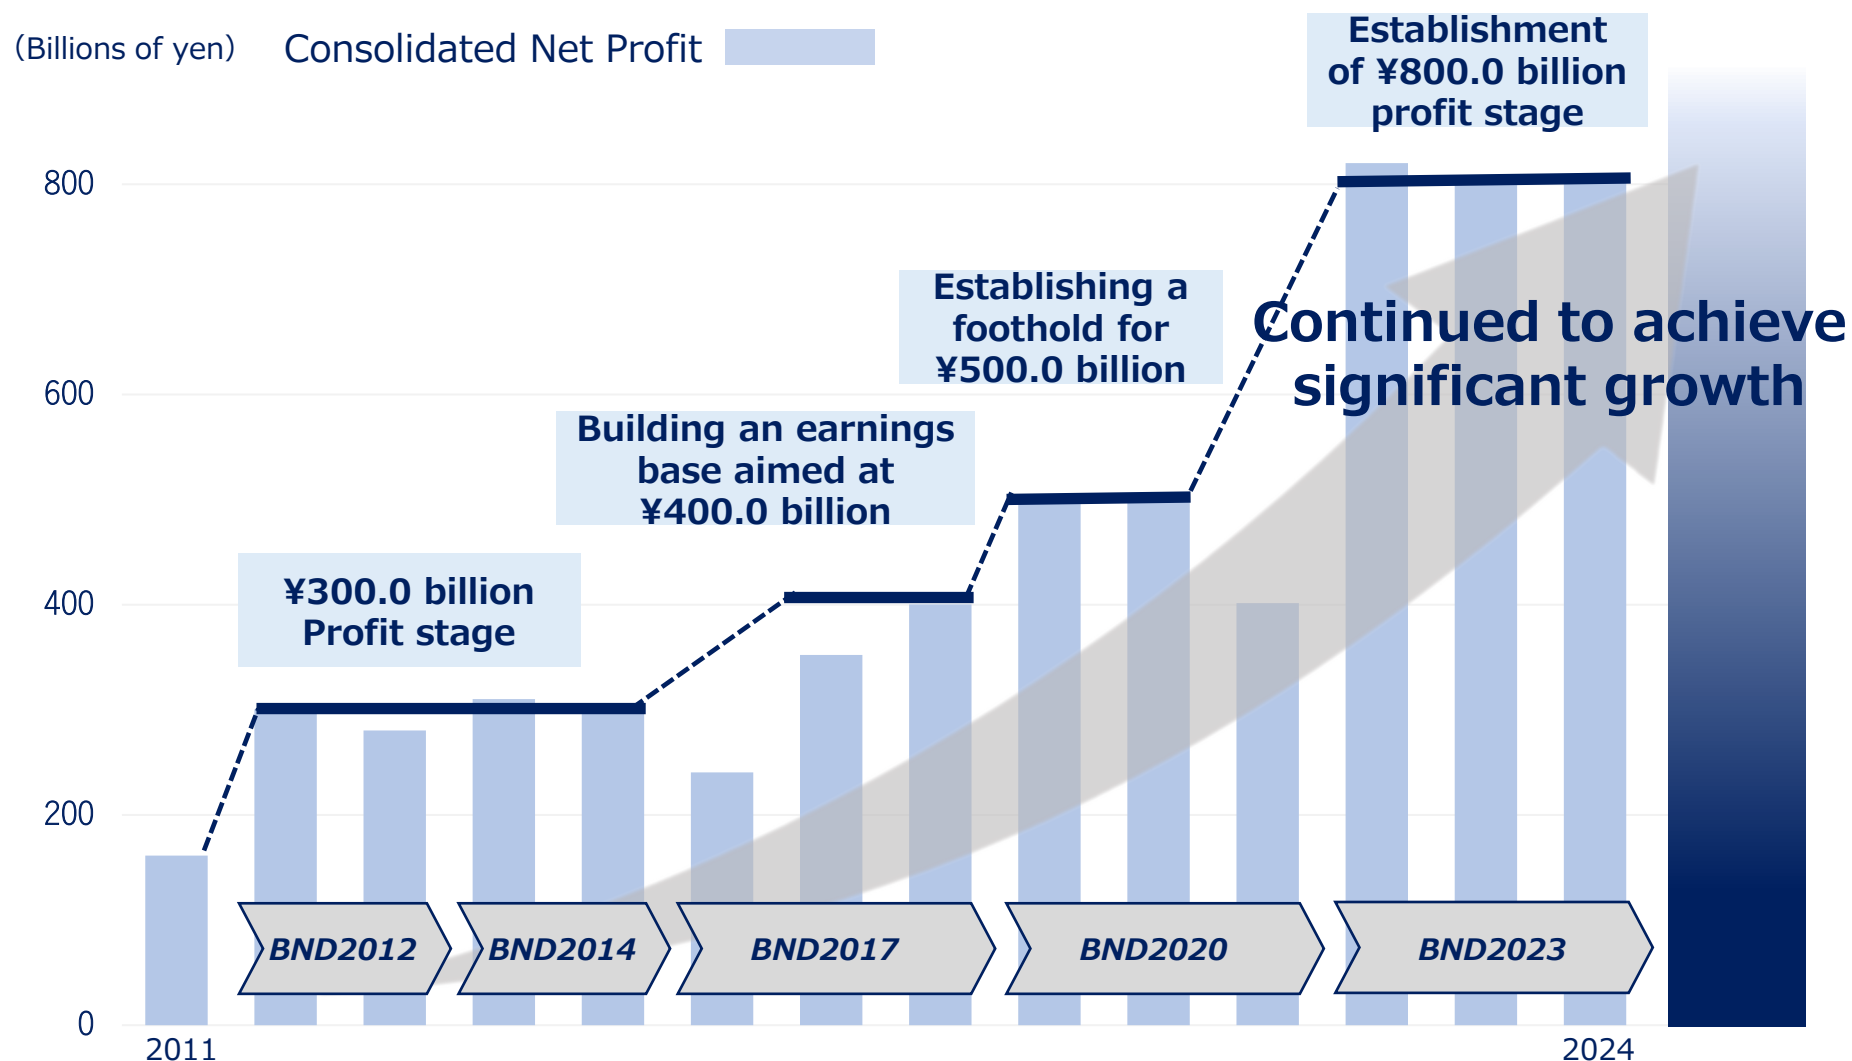 （Billions of yen）
Consolidated Net Profit
Establishment
of ¥800.0 billion
profit stage
800
Establishing a
foothold for
¥500.0 billion
Continued to achieve
significant growth
600
Building an earnings
base aimed at
¥400.0 billion
¥300.0 billion
Profit stage
400
200
BND2012
BND2014
BND2017
BND2020
BND2023
0
2011
2024